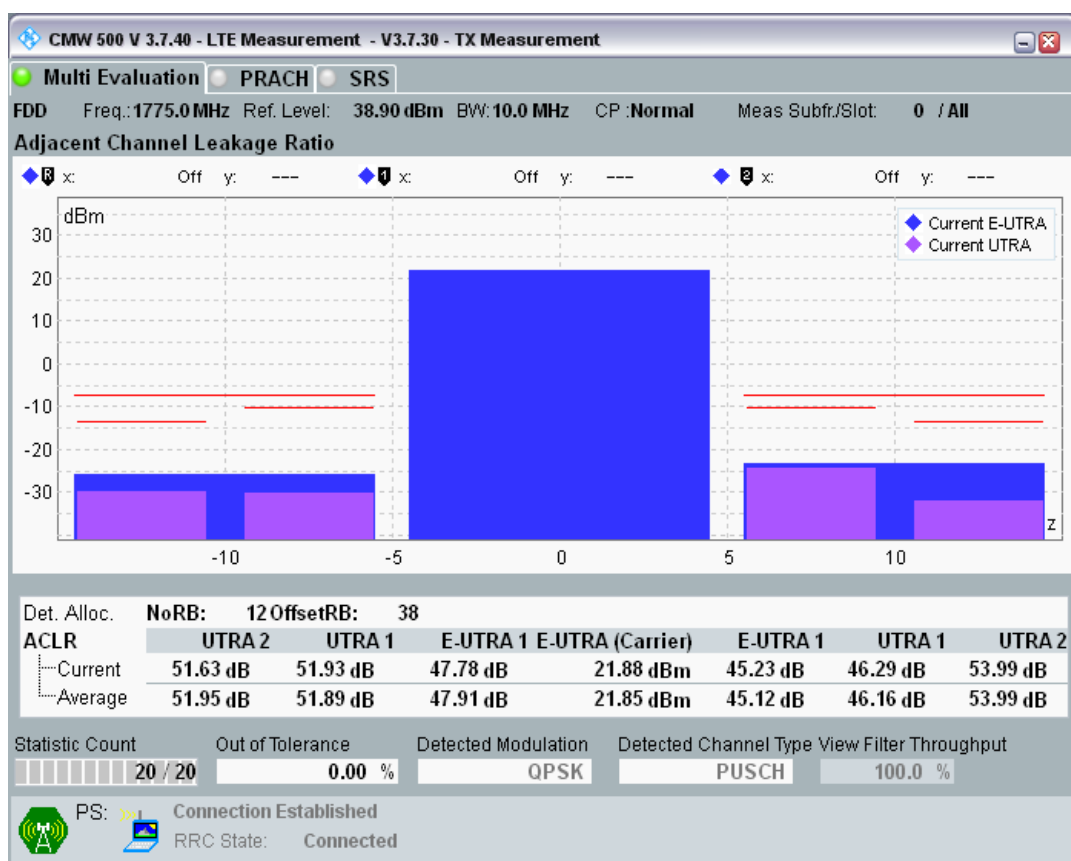 CMW 500 V 3.7.40 - LTE Measurement - V3.7.30 - TX Measurement
Multi Evaluation PRACH SRS
FDD Freq.: 1775.0 MHz Ref. Level: 38.90 dBm BW: 10.0 MHz CP :Normal Meas Subfr./Slot: 0 / All
Adjacent Channel Leakage Ratio
R x: Off y: --- 1 x: Off y: --- 2 x: Off y: ---
dBm
Current E-UTRA
Current UTRA
30
20
10
0
-10
-20
-30
z
-10 -5 0 5 10
Det. Alloc. NoRB: 12 OffsetRB: 38
ACLR UTRA 2 UTRA 1 E-UTRA 1 E-UTRA (Carrier) E-UTRA 1 UTRA 1 UTRA 2
Current 51.63 dB 51.93 dB 47.78 dB 21.88 dBm 45.23 dB 46.29 dB 53.99 dB
Average 51.95 dB 51.89 dB 47.91 dB 21.85 dBm 45.12 dB 46.16 dB 53.99 dB
Statistic Count Out of Tolerance Detected Modulation Detected Channel Type View Filter Throughput
20 / 20 0.00 % QPSK PUSCH 100.0 %
PS: Connection Established
RRC State: Connected